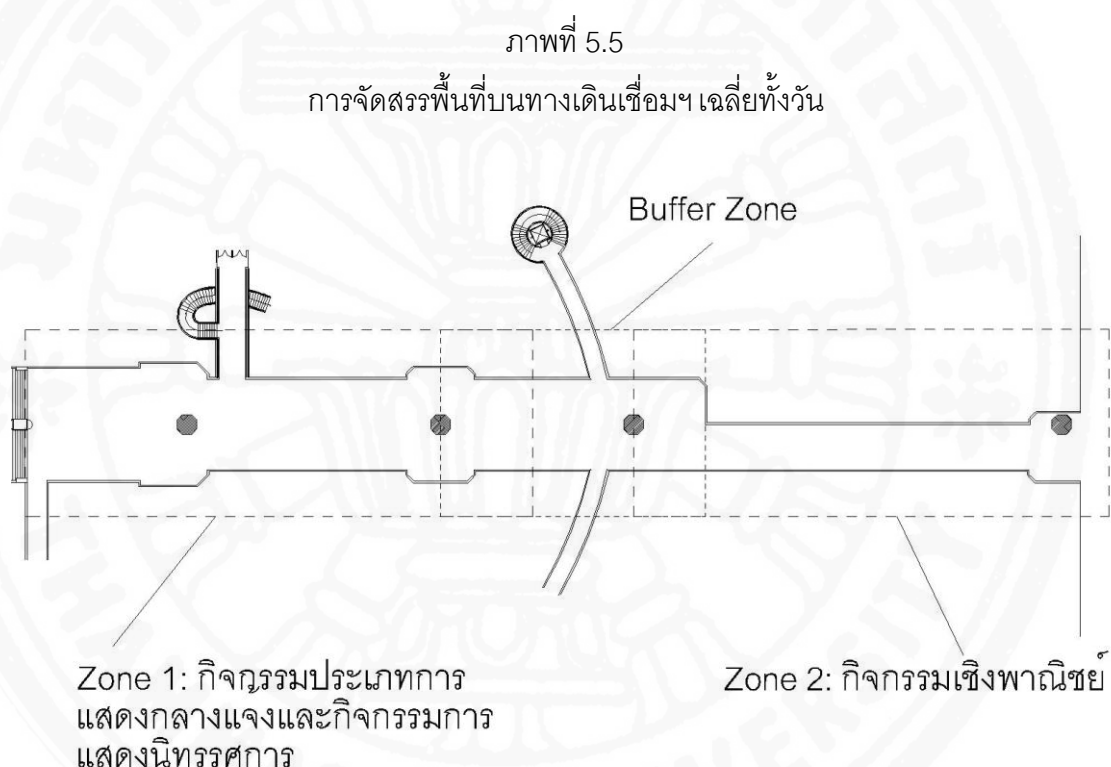 ภาพที่ 5.5
การจัดสรรพื้นที่บนทางเดินเชื่อมฯ เฉลี่ยทั้งวัน
Buffer Zone
Zone 1: กิจกรรมประเภทการ
แสดงกลางแจงและกิจกรรมการ
แสดงนิทรรศการ
Zone 2: กิจกรรมเชิงพาณิชย์